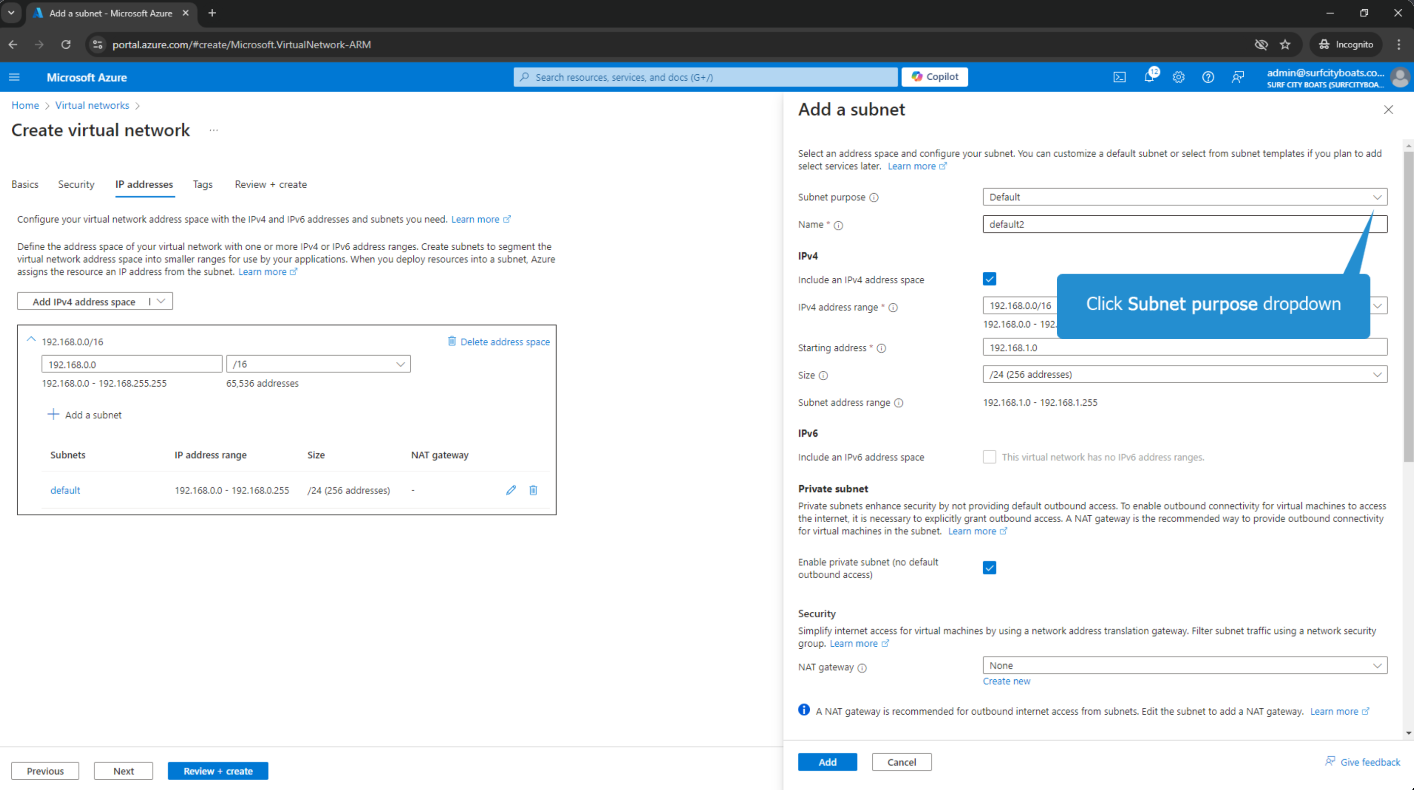 Add a subnet - Microsoft Azure
portal.azure.com/#create/Microsoft.VirtualNetwork-ARM
Incognito
Microsoft Azure
Search resources, services, and docs (G+/)
Copilot
12
admin@surfcityboats.co...
SURF CITY BOATS (SURFCITYBOA...
Home > Virtual networks >
Create virtual network ...
Basics Security IP addresses Tags Review + create
Configure your virtual network address space with the IPv4 and IPv6 addresses and subnets you need. Learn more
Define the address space of your virtual network with one or more IPv4 or IPv6 address ranges. Create subnets to segment the
virtual network address space into smaller ranges for use by your applications. When you deploy resources into a subnet, Azure
assigns the resource an IP address from the subnet. Learn more
Add IPv4 address space |
192.168.0.0/16 Delete address space
192.168.0.0 /16
192.168.0.0 - 192.168.255.255 65,536 addresses
+ Add a subnet
Subnets IP address range Size NAT gateway
default 192.168.0.0 - 192.168.0.255 /24 (256 addresses) -
Previous Next Review + create
Add a subnet
Select an address space and configure your subnet. You can customize a default subnet or select from subnet templates if you plan to add
select services later. Learn more
Subnet purpose Default
Name * default2
IPv4
Include an IPv4 address space
Click Subnet purpose dropdown
IPv4 address range * 192.168.0.0/16
192.168.0.0 - 192.
Starting address * 192.168.1.0
Size /24 (256 addresses)
Subnet address range 192.168.1.0 - 192.168.1.255
IPv6
Include an IPv6 address space This virtual network has no IPv6 address ranges.
Private subnet
Private subnets enhance security by not providing default outbound access. To enable outbound connectivity for virtual machines to access
the internet, it is necessary to explicitly grant outbound access. A NAT gateway is the recommended way to provide outbound connectivity
for virtual machines in the subnet. Learn more
Enable private subnet (no default
outbound access)
Security
Simplify internet access for virtual machines by using a network address translation gateway. Filter subnet traffic using a network security
group. Learn more
NAT gateway None
Create new
A NAT gateway is recommended for outbound internet access from subnets. Edit the subnet to add a NAT gateway. Learn more
Add Cancel Give feedback